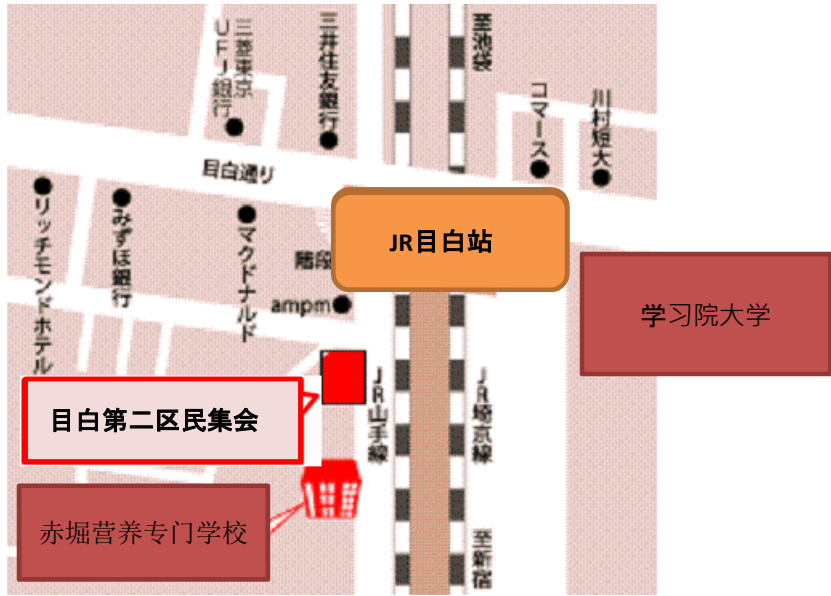 至池袋
三菱東京
UFJ銀行
三井住友銀行
コマース
川村短大
目白通り
リッチモンドホテル
みずほ銀行
マクドナルド
階段
JR目白站
ampm
学习院大学
目白第二区民集会
JR山手線
JR埼京線
赤堀营养专门学校
至新宿